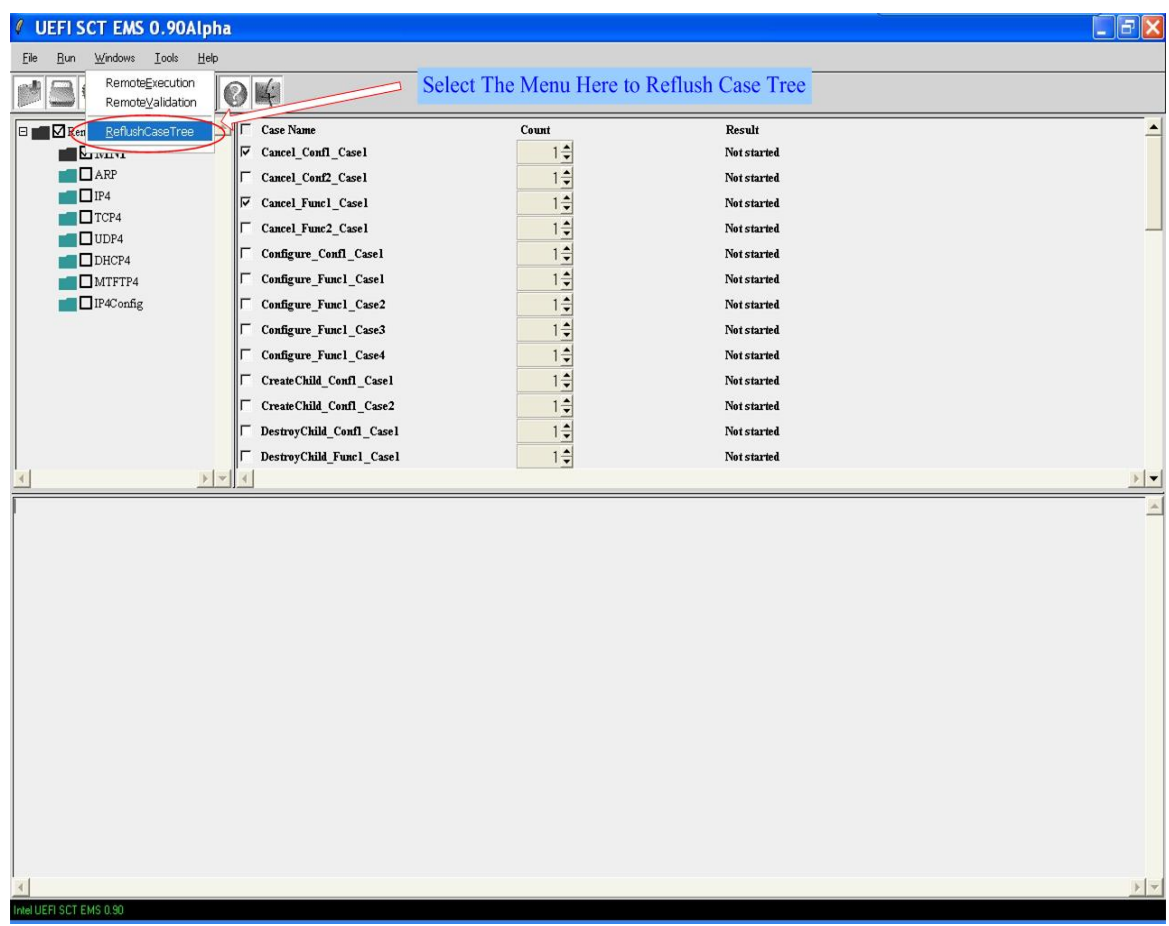 UEFI SCT EMS 0.90Alpha
File Run Windows Tools Help
RemoteExecution
RemoteValidation
ReflushCaseTree
Select The Menu Here to Reflush Case Tree
MNP
ARP
IP4
TCP4
UDP4
DHCP4
MTFTP4
IP4Config
Case Name Count Result
Cancel_Conf1_Case1 1 Not started
Cancel_Conf2_Case1 1 Not started
Cancel_Func1_Case1 1 Not started
Cancel_Func2_Case1 1 Not started
Configure_Conf1_Case1 1 Not started
Configure_Func1_Case1 1 Not started
Configure_Func1_Case2 1 Not started
Configure_Func1_Case3 1 Not started
Configure_Func1_Case4 1 Not started
CreateChild_Conf1_Case1 1 Not started
CreateChild_Conf1_Case2 1 Not started
DestroyChild_Conf1_Case1 1 Not started
DestroyChild_Func1_Case1 1 Not started
Intel UEFI SCT EMS 0.90